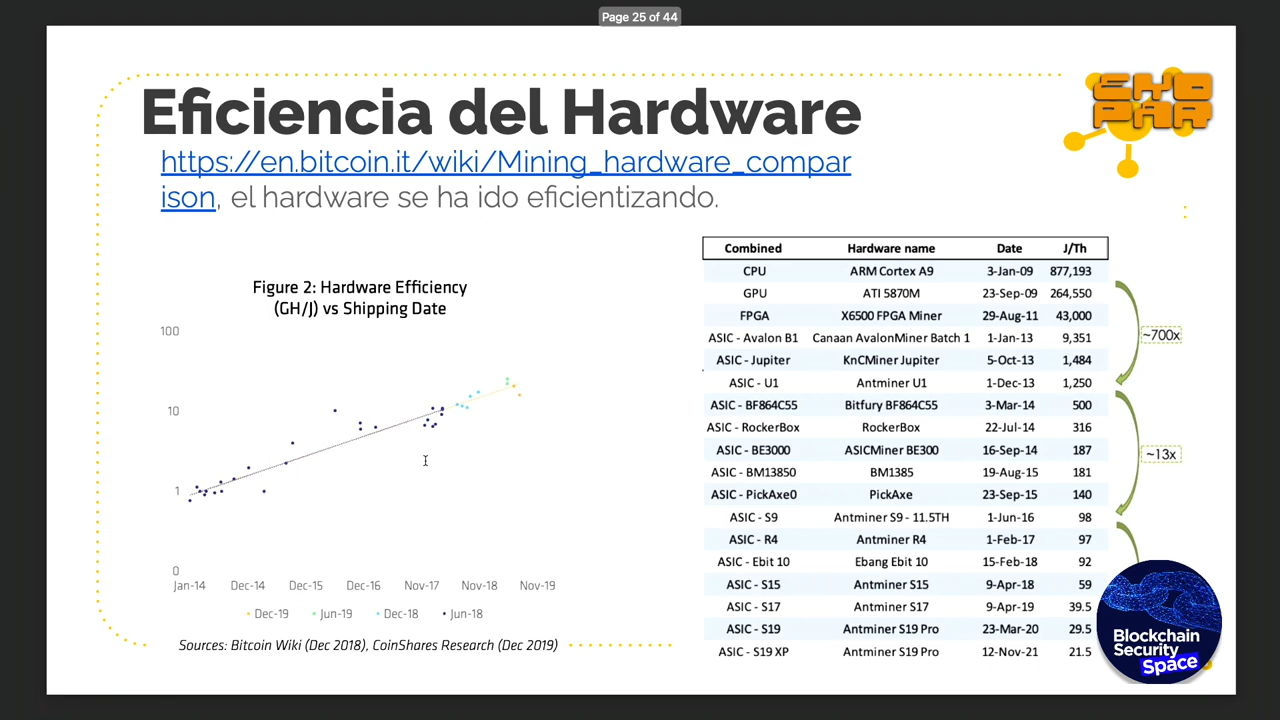 Page 25 of 44
EXO
PAR
Eficiencia del Hardware
https://en.bitcoin.it/wiki/Mining_hardware_compar
ison, el hardware se ha ido eficientizando.
Figure 2: Hardware Efficiency
(GH/J) vs Shipping Date
100
10
1
0
Jan-14 Dec-14 Dec-15 Dec-16 Nov-17 Nov-18 Nov-19
Dec-19 Jun-19 Dec-18 Jun-18
Sources: Bitcoin Wiki (Dec 2018), CoinShares Research (Dec 2019)
Combined Hardware name Date J/Th
CPU ARM Cortex A9 3-Jan-09 877,193
GPU ATI 5870M 23-Sep-09 264,550
FPGA X6500 FPGA Miner 29-Aug-11 43,000
ASIC - Avalon B1 Canaan AvalonMiner Batch 1 1-Jan-13 9,351
ASIC - Jupiter KnCMiner Jupiter 5-Oct-13 1,484
ASIC - U1 Antminer U1 1-Dec-13 1,250
ASIC - BF864C55 Bitfury BF864C55 3-Mar-14 500
ASIC - RockerBox RockerBox 22-Jul-14 316
ASIC - BE3000 ASICMiner BE300 16-Sep-14 187
ASIC - BM13850 BM1385 19-Aug-15 181
ASIC - PickAxe0 PickAxe 23-Sep-15 140
ASIC - S9 Antminer S9 - 11.5TH 1-Jun-16 98
ASIC - R4 Antminer R4 1-Feb-17 97
ASIC - Ebit 10 Ebang Ebit 10 15-Feb-18 92
ASIC - S15 Antminer S15 9-Apr-18 59
ASIC - S17 Antminer S17 9-Apr-19 39.5
ASIC - S19 Antminer S19 Pro 23-Mar-20 29.5
ASIC - S19 XP Antminer S19 Pro 12-Nov-21 21.5
~700x
~13x
Blockchain
Security
Space